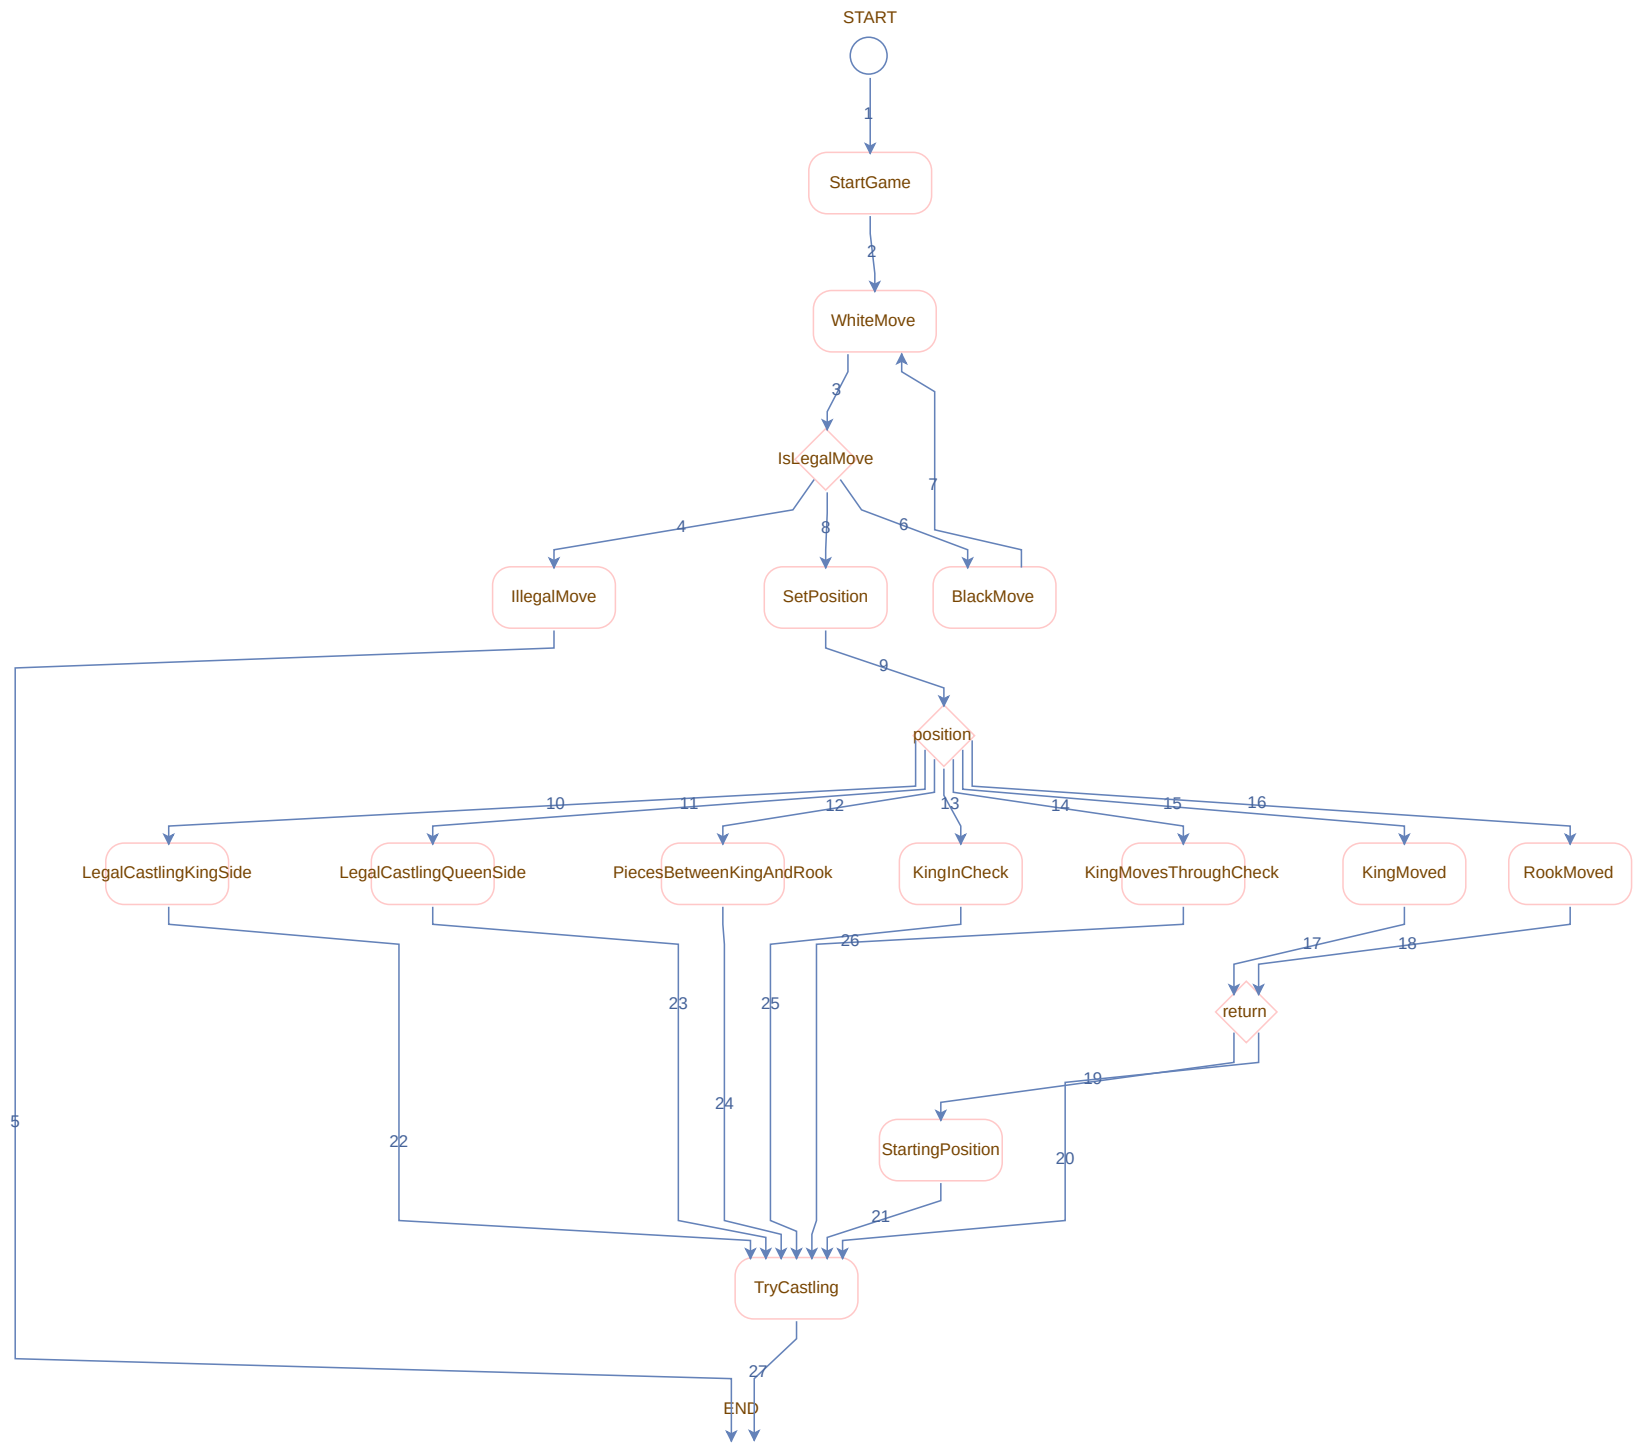 START
1
StartGame
2
WhiteMove
3
IsLegalMove
7
4
8
6
IllegalMove
SetPosition
BlackMove
9
position
10
11
12
13
14
15
16
LegalCastlingKingSide
LegalCastlingQueenSide
PiecesBetweenKingAndRook
KingInCheck
KingMovesThroughCheck
KingMoved
RookMoved
26
17
18
23
25
return
19
24
5
22
StartingPosition
20
21
TryCastling
27
END